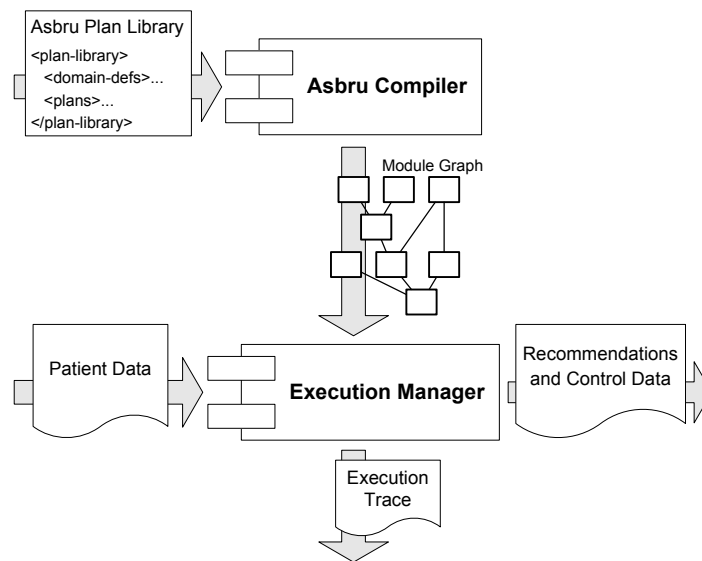 Asbru Plan Library
<plan-library>
<domain-defs>...
<plans>...
</plan-library>
Asbru Compiler
Module Graph
Patient Data
Execution Manager
Recommendations
and Control Data
Execution
Trace